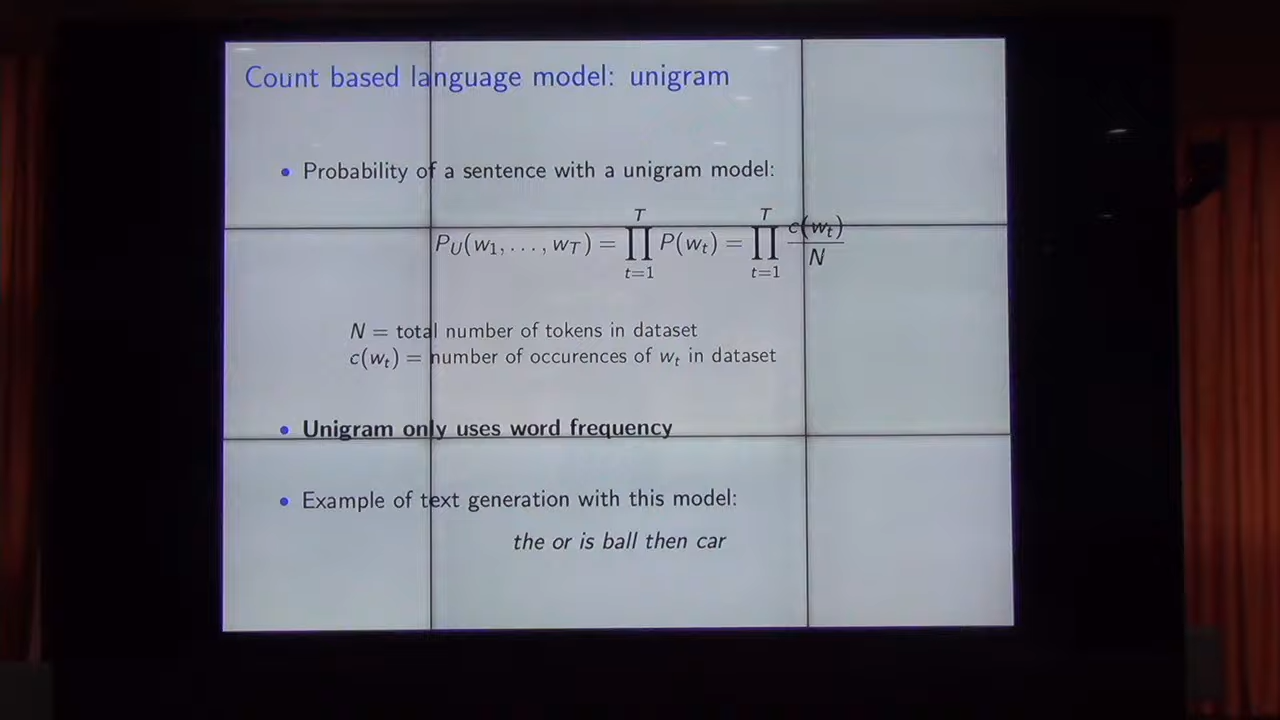 Count based language model: unigram
• Probability of a sentence with a unigram model:
P_U(w_1, . . . , w_T) = ∏_{t=1}^{T} P(w_t) = ∏_{t=1}^{T} c(w_t)/N
N = total number of tokens in dataset
c(w_t) = number of occurences of w_t in dataset
• Unigram only uses word frequency
• Example of text generation with this model:
the or is ball then car